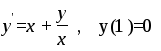 y' = x + y/x , y(1)=0